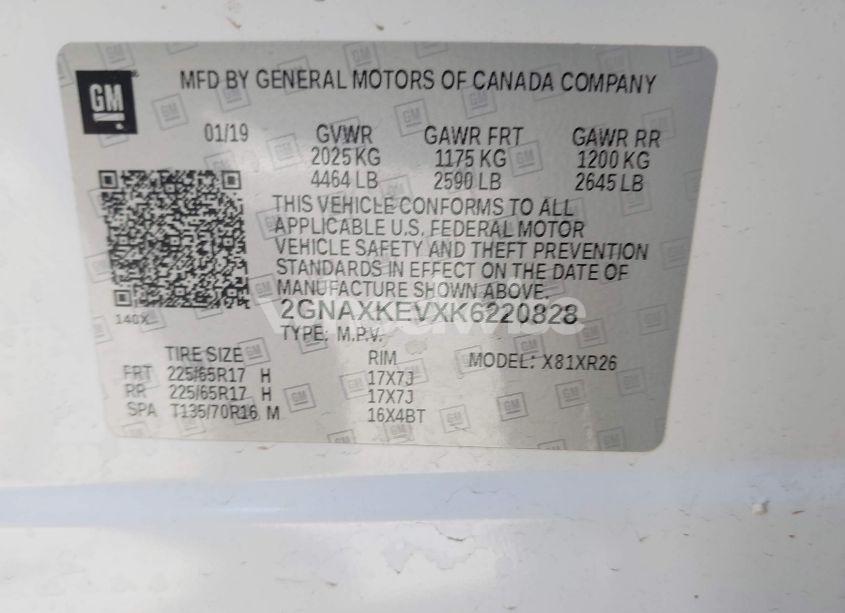 GM
MFD BY GENERAL MOTORS OF CANADA COMPANY
01/19 GVWR GAWR FRT GAWR RR
2025 KG 1175 KG 1200 KG
4464 LB 2590 LB 2645 LB
THIS VEHICLE CONFORMS TO ALL
APPLICABLE U.S. FEDERAL MOTOR
VEHICLE SAFETY AND THEFT PREVENTION
STANDARDS IN EFFECT ON THE DATE OF
MANUFACTURE SHOWN ABOVE.
140X
2GNAXKEVXK6220828
TYPE: M.P.V.
TIRE SIZE RIM MODEL: X81XR26
FRT 225/65R17 H 17X7J
RR 225/65R17 H 17X7J
SPA T135/70R16 M 16X4BT